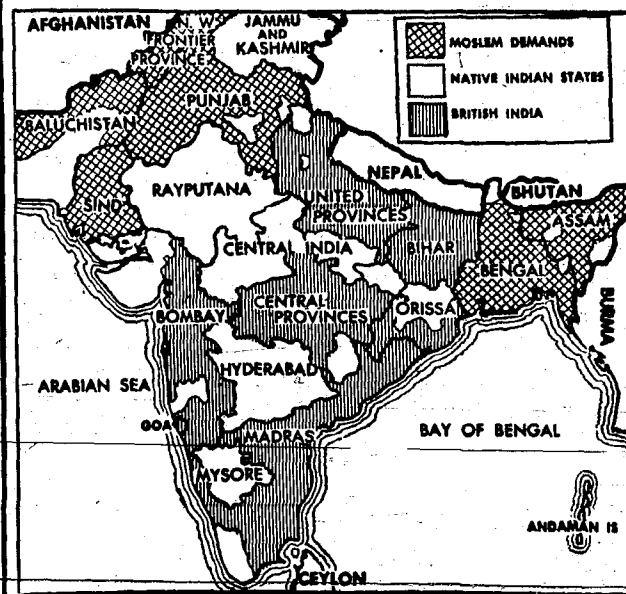 AFGHANISTAN
N. W.
FRONTIER
PROVINCE
JAMMU
AND
KASHMIR
MOSLEM DEMANDS
NATIVE INDIAN STATES
BRITISH INDIA
PUNJAB
BALUCHISTAN
SIND
RAYPUTANA
NEPAL
BHUTAN
UNITED
PROVINCES
ASSAM
CENTRAL INDIA
BIHAR
BENGAL
BOMBAY
CENTRAL
PROVINCES
ORISSA
BURMA
HYDERABAD
ARABIAN SEA
GOA
MADRAS
BAY OF BENGAL
MYSORE
ANDAMAN IS
CEYLON